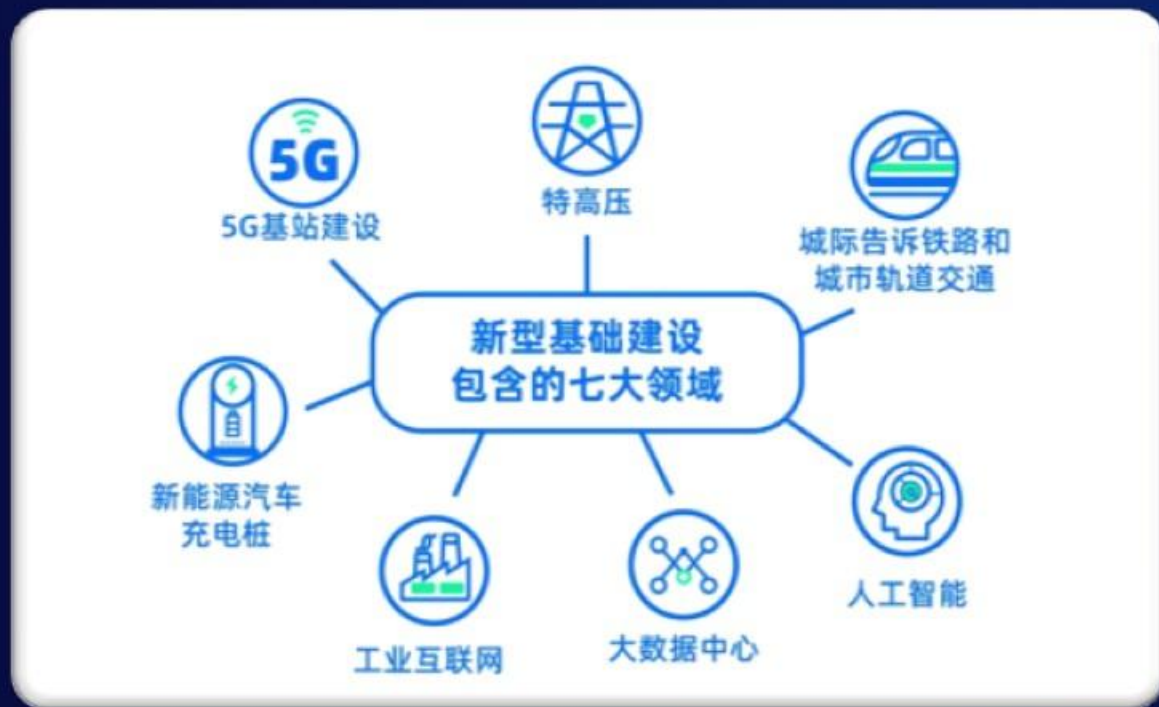 5G
5G基站建设
特高压
城际告诉铁路和
城市轨道交通
新型基础建设
包含的七大领域
新能源汽车
充电桩
工业互联网
大数据中心
人工智能